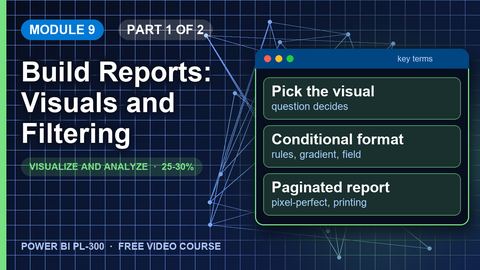 MODULE 9
PART 1 OF 2
Build Reports:
Visuals and
Filtering
VISUALIZE AND ANALYZE · 25-30%
POWER BI PL-300 · FREE VIDEO COURSE
key terms
Pick the visual
question decides
Conditional format
rules, gradient, field
Paginated report
pixel-perfect, printing